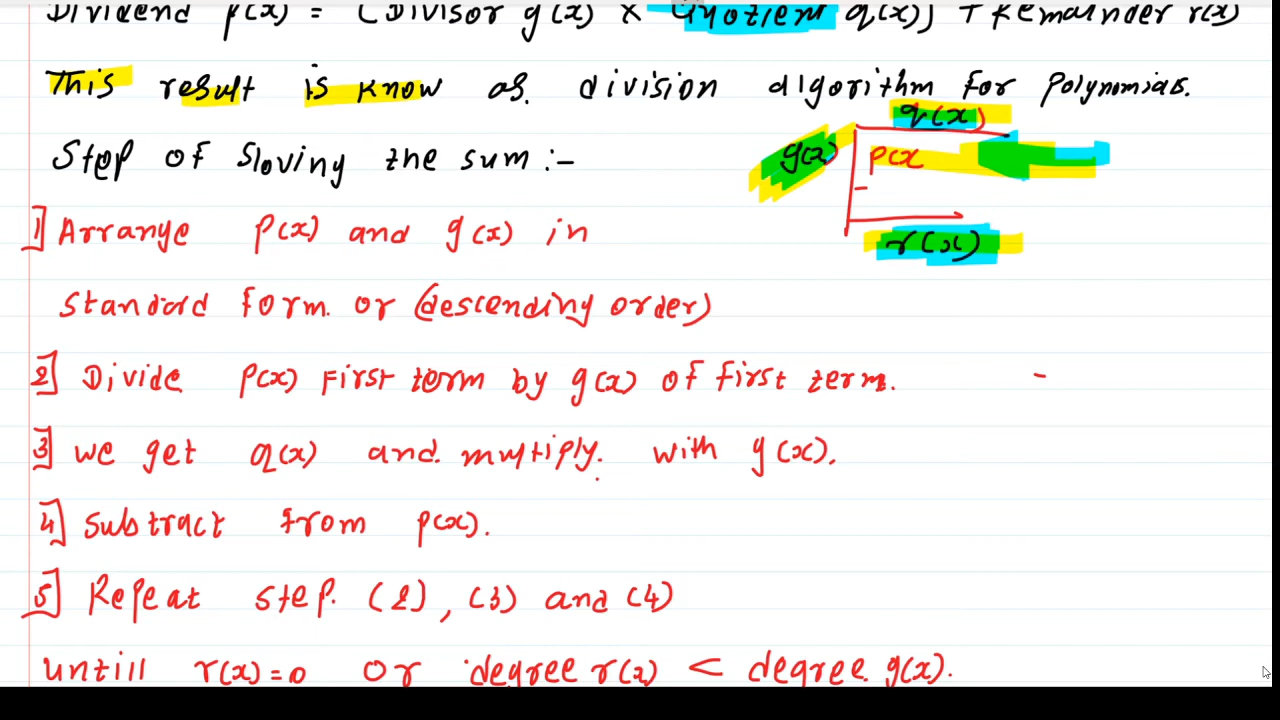 Dividend p(x) = (Divisor g(x) × Quotient q(x)) + Remainder r(x)
This result is know as. division algorithm for polynomials.
Step of Sloving the sum :-
q(x)
g(x) p(x
r(x)
1] Arrange p(x) and g(x) in
standard form. or (descending order)
2] Divide p(x) First term by g(x) of first term.
3] we get q(x) and. multiply. with g(x).
4] Subtract from p(x).
5] Repeat step. (2), (3) and (4)
untill r(x)=0 or degree r(x) < degree. g(x).